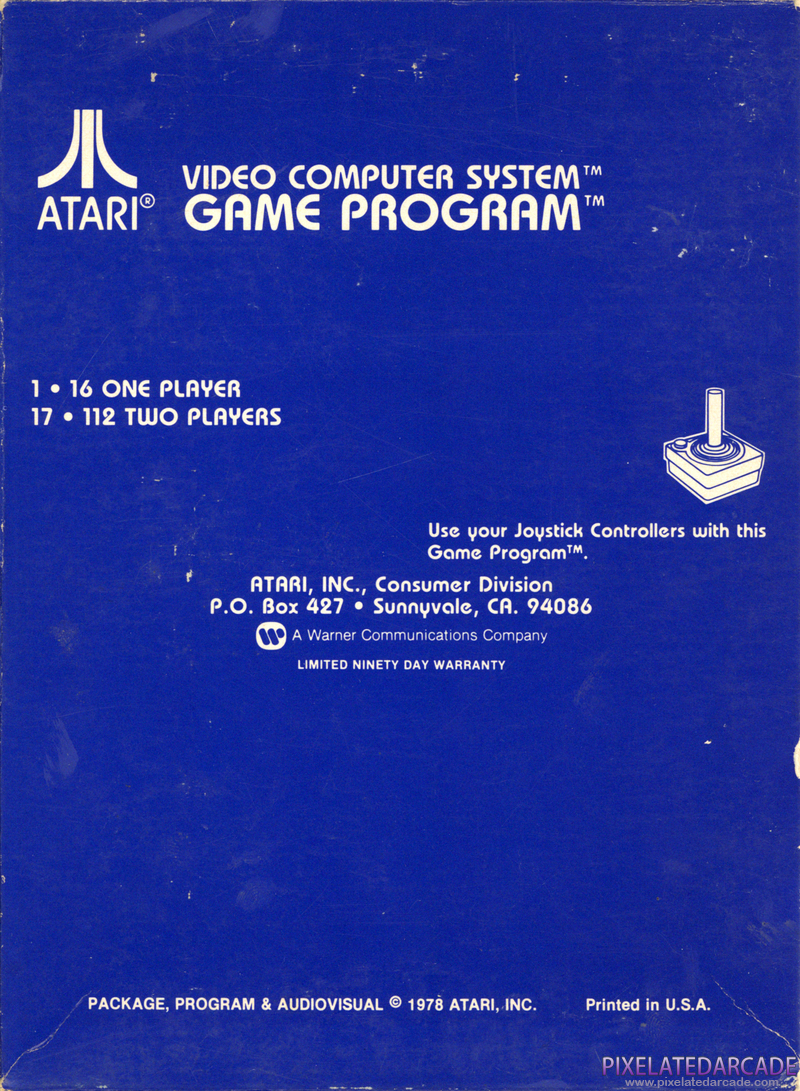 VIDEO COMPUTER SYSTEM™
ATARI® GAME PROGRAM™
1 • 16 ONE PLAYER
17 • 112 TWO PLAYERS
Use your Joystick Controllers with this
Game Program™.
ATARI, INC., Consumer Division
P.O. Box 427 • Sunnyvale, CA. 94086
A Warner Communications Company
LIMITED NINETY DAY WARRANTY
PACKAGE, PROGRAM & AUDIOVISUAL © 1978 ATARI, INC. Printed in U.S.A.
PIXELATEDARCADE
www.pixelatedarcade.com